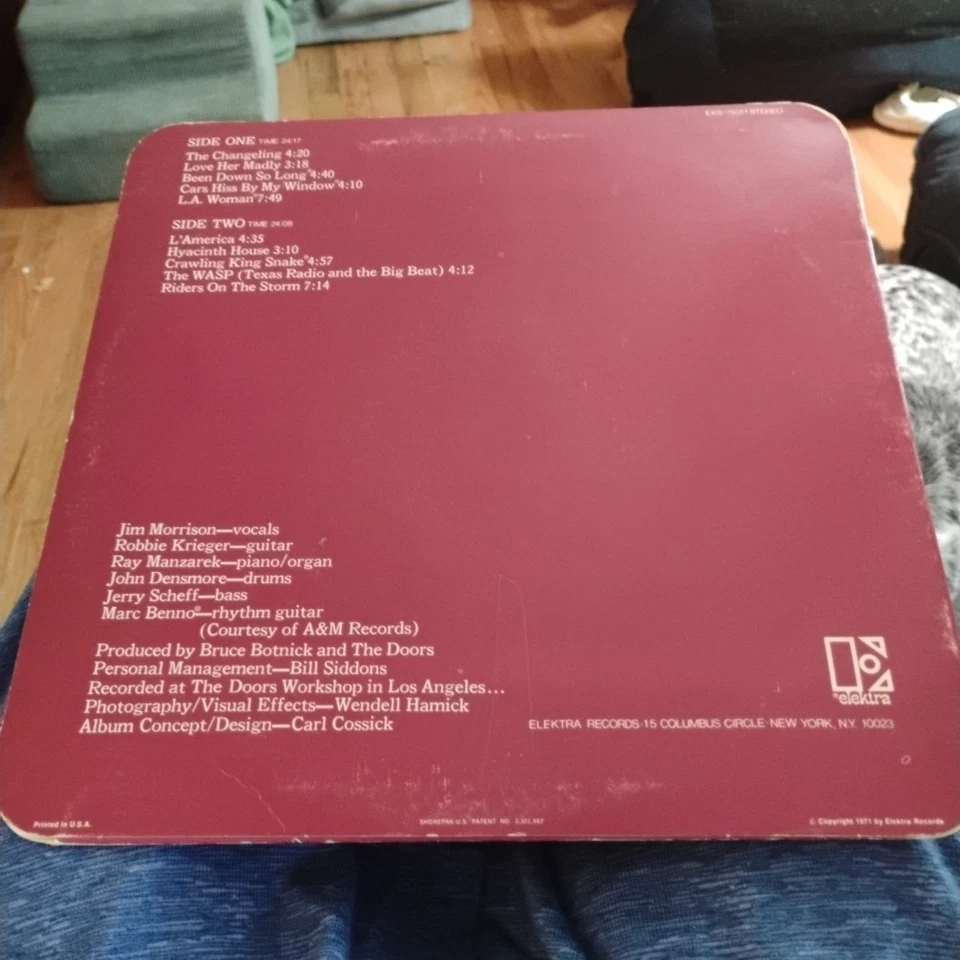 EKS-75011 STEREO
SIDE ONE TIME 24:17
The Changeling 4:20
Love Her Madly 3:18
Been Down So Long*4:40
Cars Hiss By My Window*4:10
L.A. Woman*7:49
SIDE TWO TIME 24:08
L'America 4:35
Hyacinth House 3:10
Crawling King Snake*4:57
The WASP (Texas Radio and the Big Beat) 4:12
Riders On The Storm 7:14
Jim Morrison—vocals
Robbie Krieger—guitar
Ray Manzarek—piano/organ
John Densmore—drums
Jerry Scheff—bass
Marc Benno*—rhythm guitar
(Courtesy of A&M Records)
Produced by Bruce Botnick and The Doors
Personal Management—Bill Siddons
Recorded at The Doors Workshop in Los Angeles...
Photography/Visual Effects—Wendell Hamick
Album Concept/Design—Carl Cossick
elektra
ELEKTRA RECORDS·15 COLUMBUS CIRCLE·NEW YORK, N.Y. 10023
Printed in U.S.A.
SHOREPAK U.S. PATENT NO.
© Copyright 1971 by Elektra Records